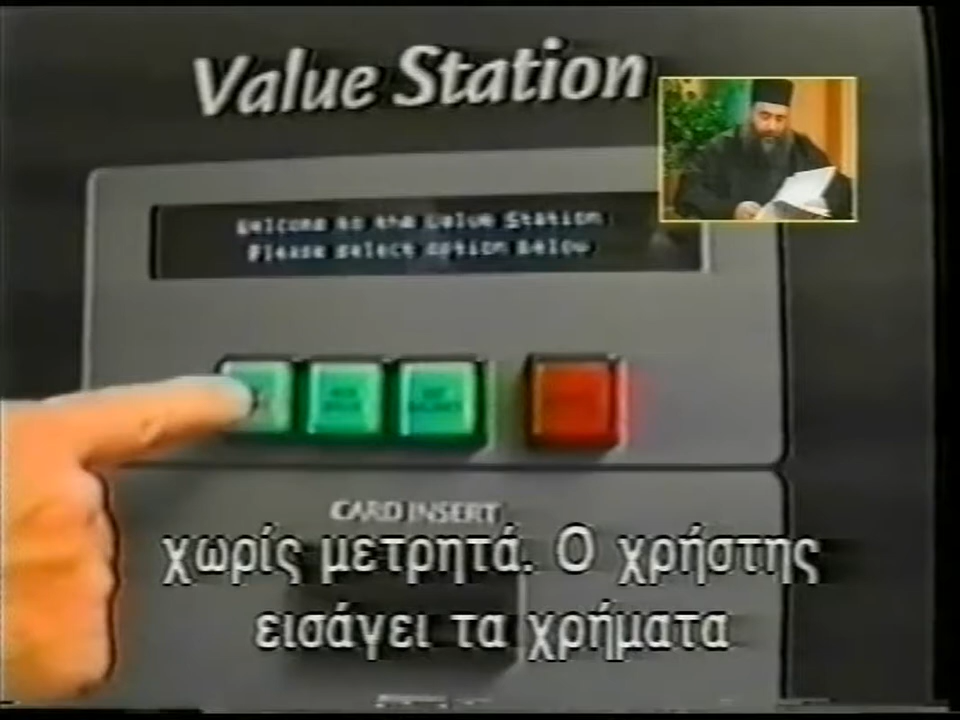 Value Station
Welcome to the Value Station
Please select option below
CARD INSERT
χωρίς μετρητά. Ο χρήστης
εισάγει τα χρήματα